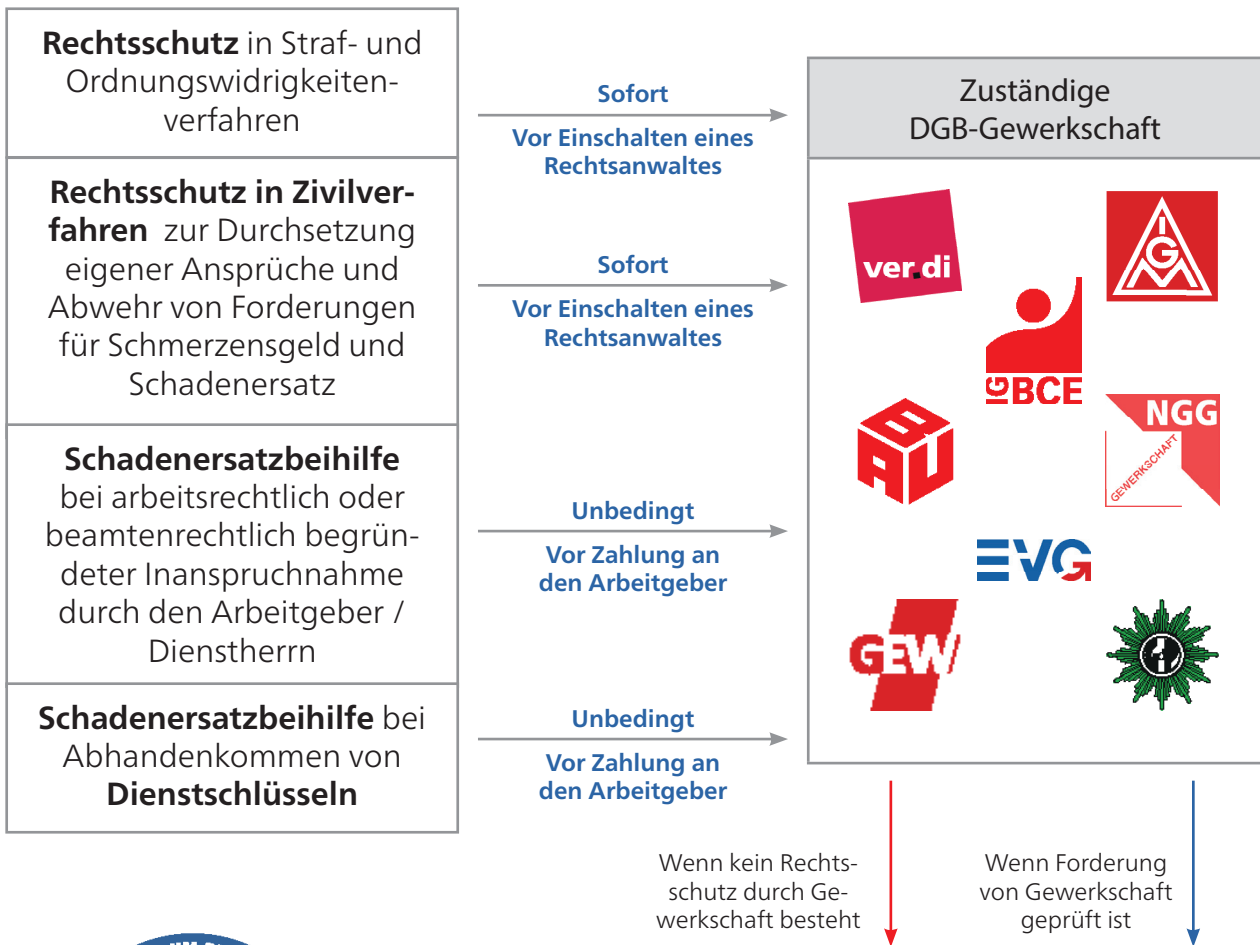 Rechtsschutz in Straf- und
Ordnungswidrigkeiten-
verfahren
Sofort
Vor Einschalten eines
Rechtsanwaltes
Rechtsschutz in Zivilver-
fahren zur Durchsetzung
eigener Ansprüche und
Abwehr von Forderungen
für Schmerzensgeld und
Schadenersatz
Sofort
Vor Einschalten eines
Rechtsanwaltes
Schadenersatzbeihilfe
bei arbeitsrechtlich oder
beamtenrechtlich begrün-
deter Inanspruchnahme
durch den Arbeitgeber /
Dienstherrn
Unbedingt
Vor Zahlung an
den Arbeitgeber
Schadenersatzbeihilfe bei
Abhandenkommen von
Dienstschlüsseln
Unbedingt
Vor Zahlung an
den Arbeitgeber
Zuständige
DGB-Gewerkschaft
ver.di
IGM
IGBCE
BAU
NGG
GEWERKSCHAFT
EVG
GEW
Wenn kein Rechts-
schutz durch Ge-
werkschaft besteht
Wenn Forderung
von Gewerkschaft
geprüft ist